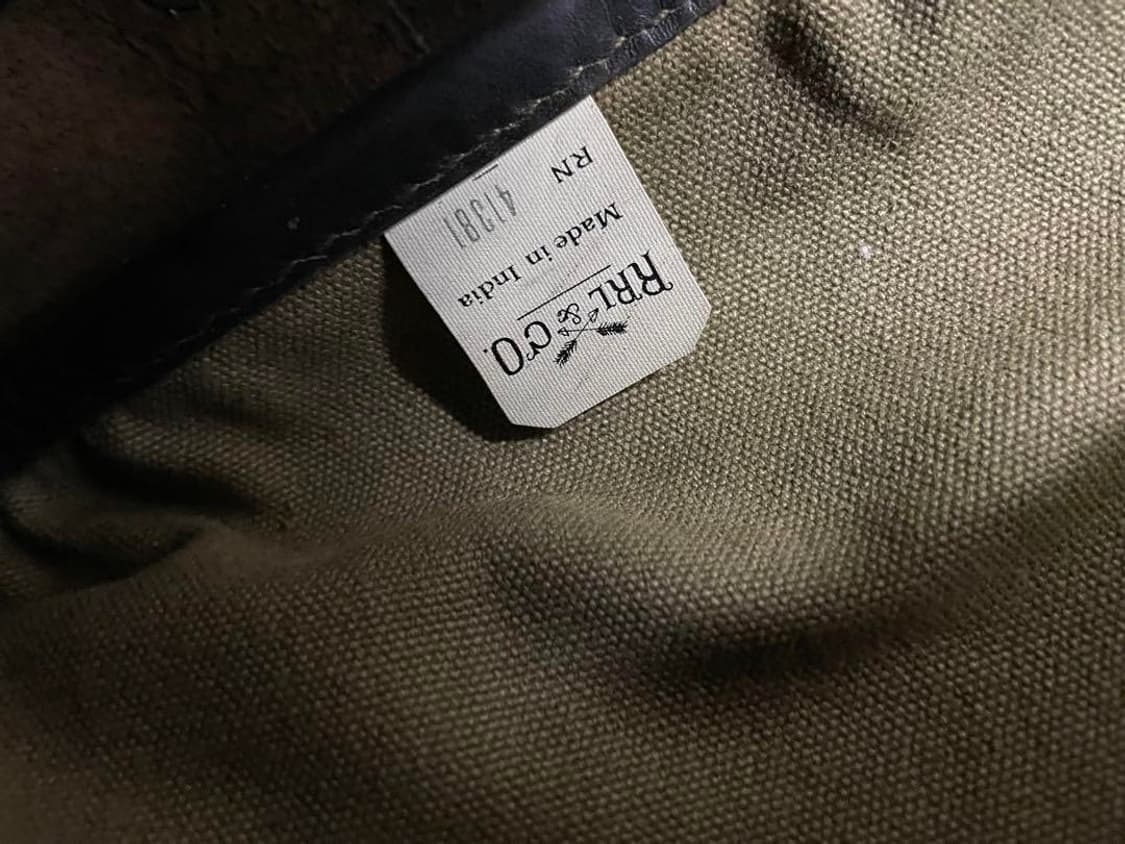 RRL & Co.
Made in India
RN 41381